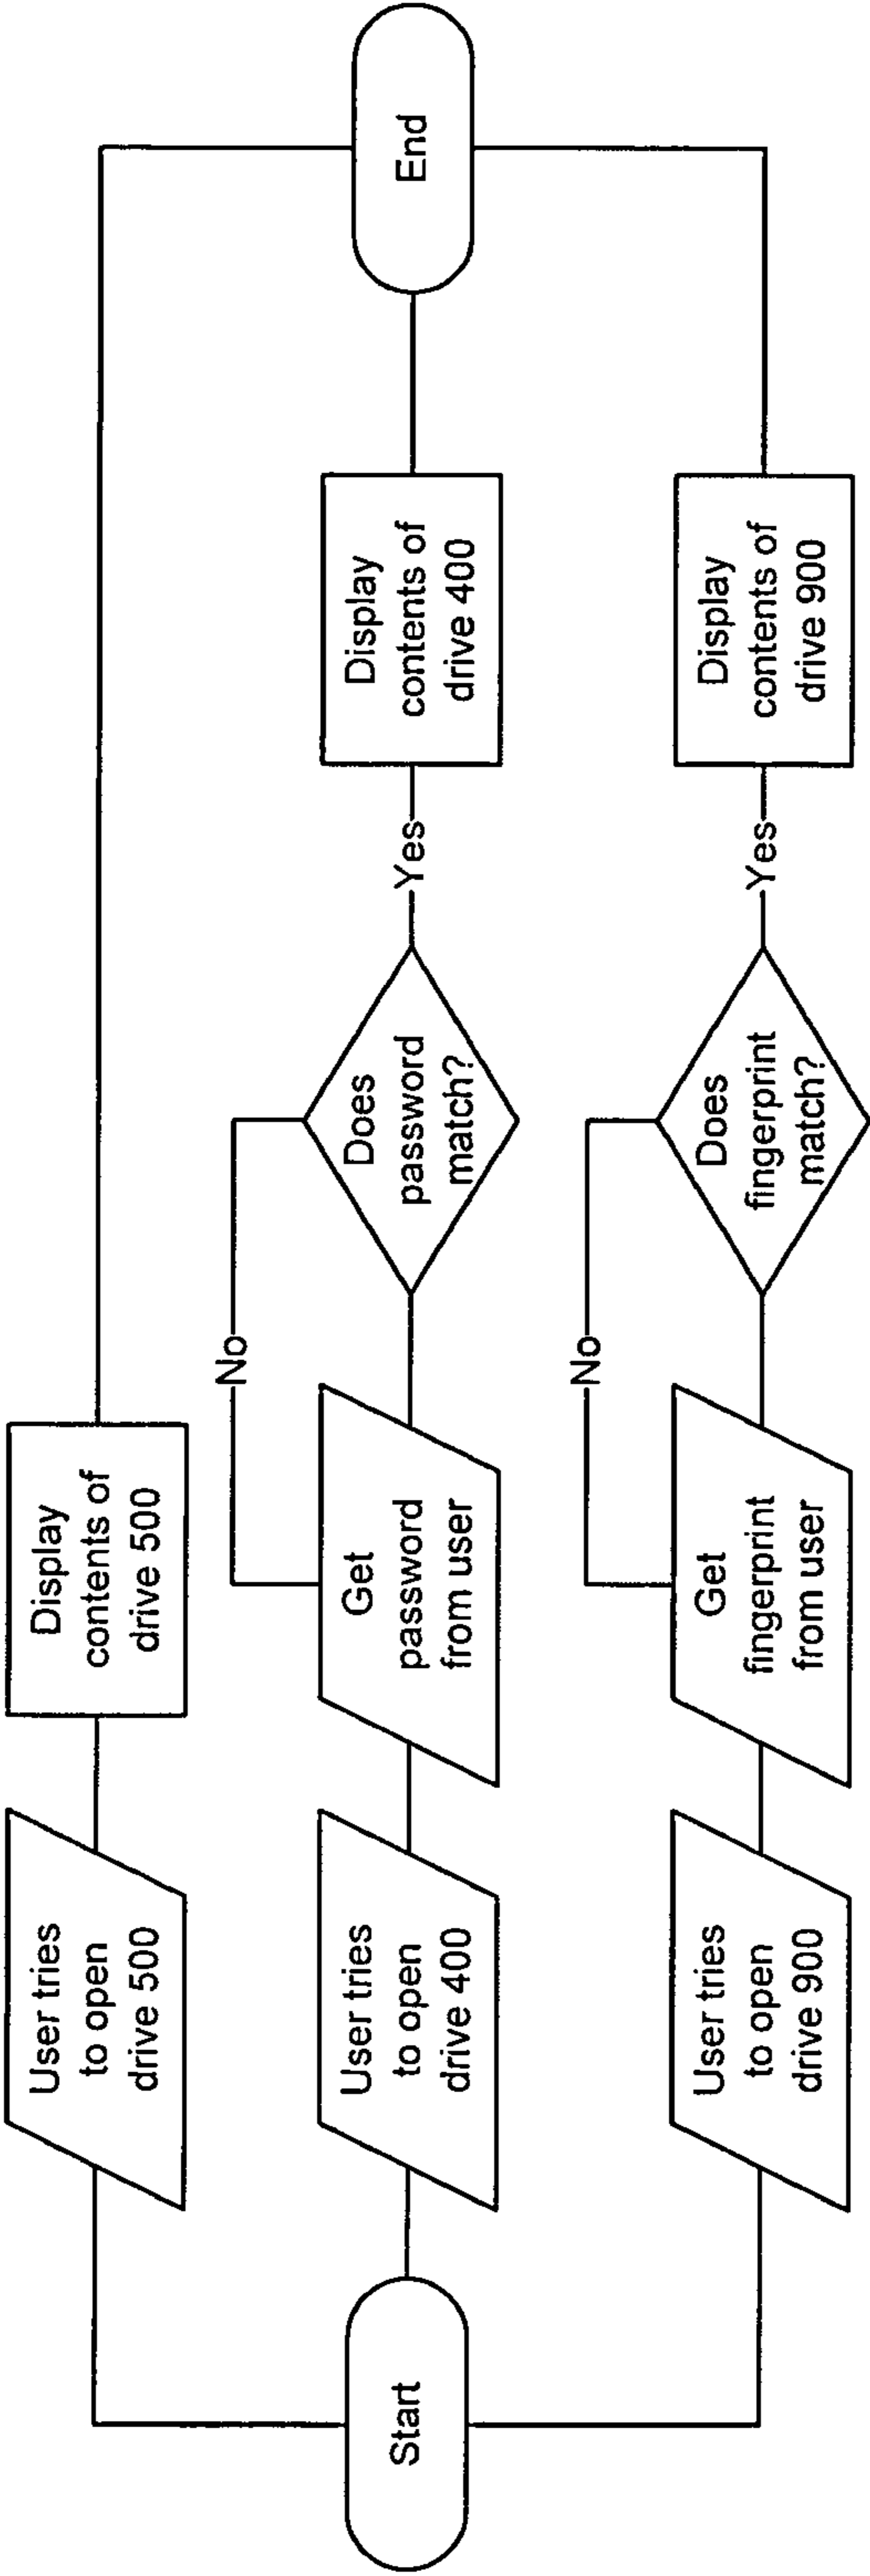 Start
User tries
to open
drive 500
Display
contents of
drive 500
User tries
to open
drive 400
Get
password
from user
No
Does
password
match?
Yes
Display
contents of
drive 400
User tries
to open
drive 900
Get
fingerprint
from user
No
Does
fingerprint
match?
Yes
Display
contents of
drive 900
End